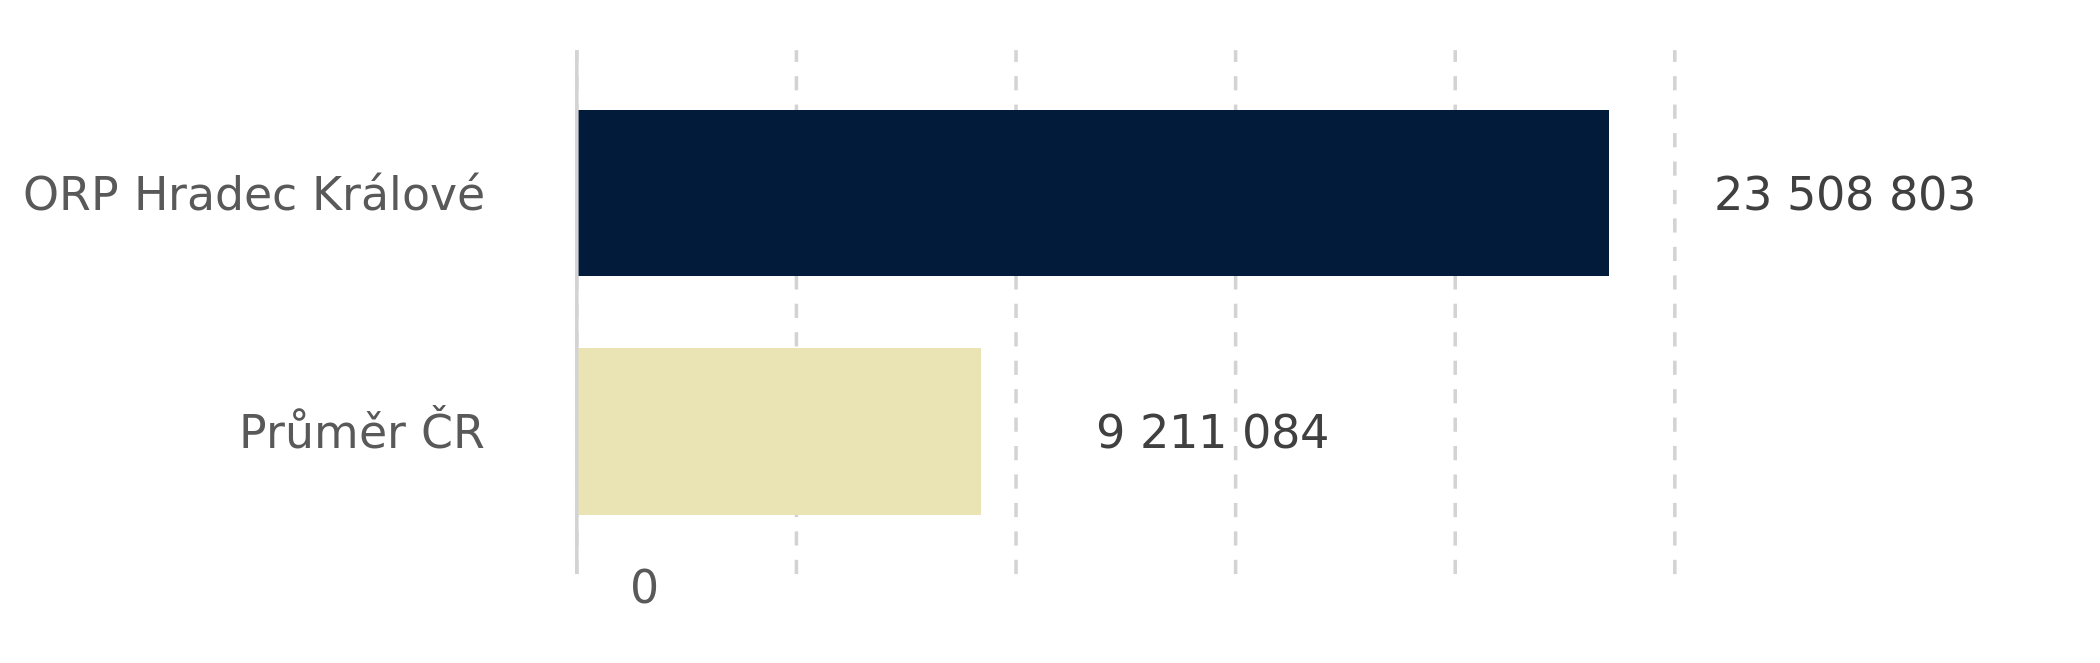 ORP Hradec Králové 23 508 803
Průměr ČR 9 211 084
0